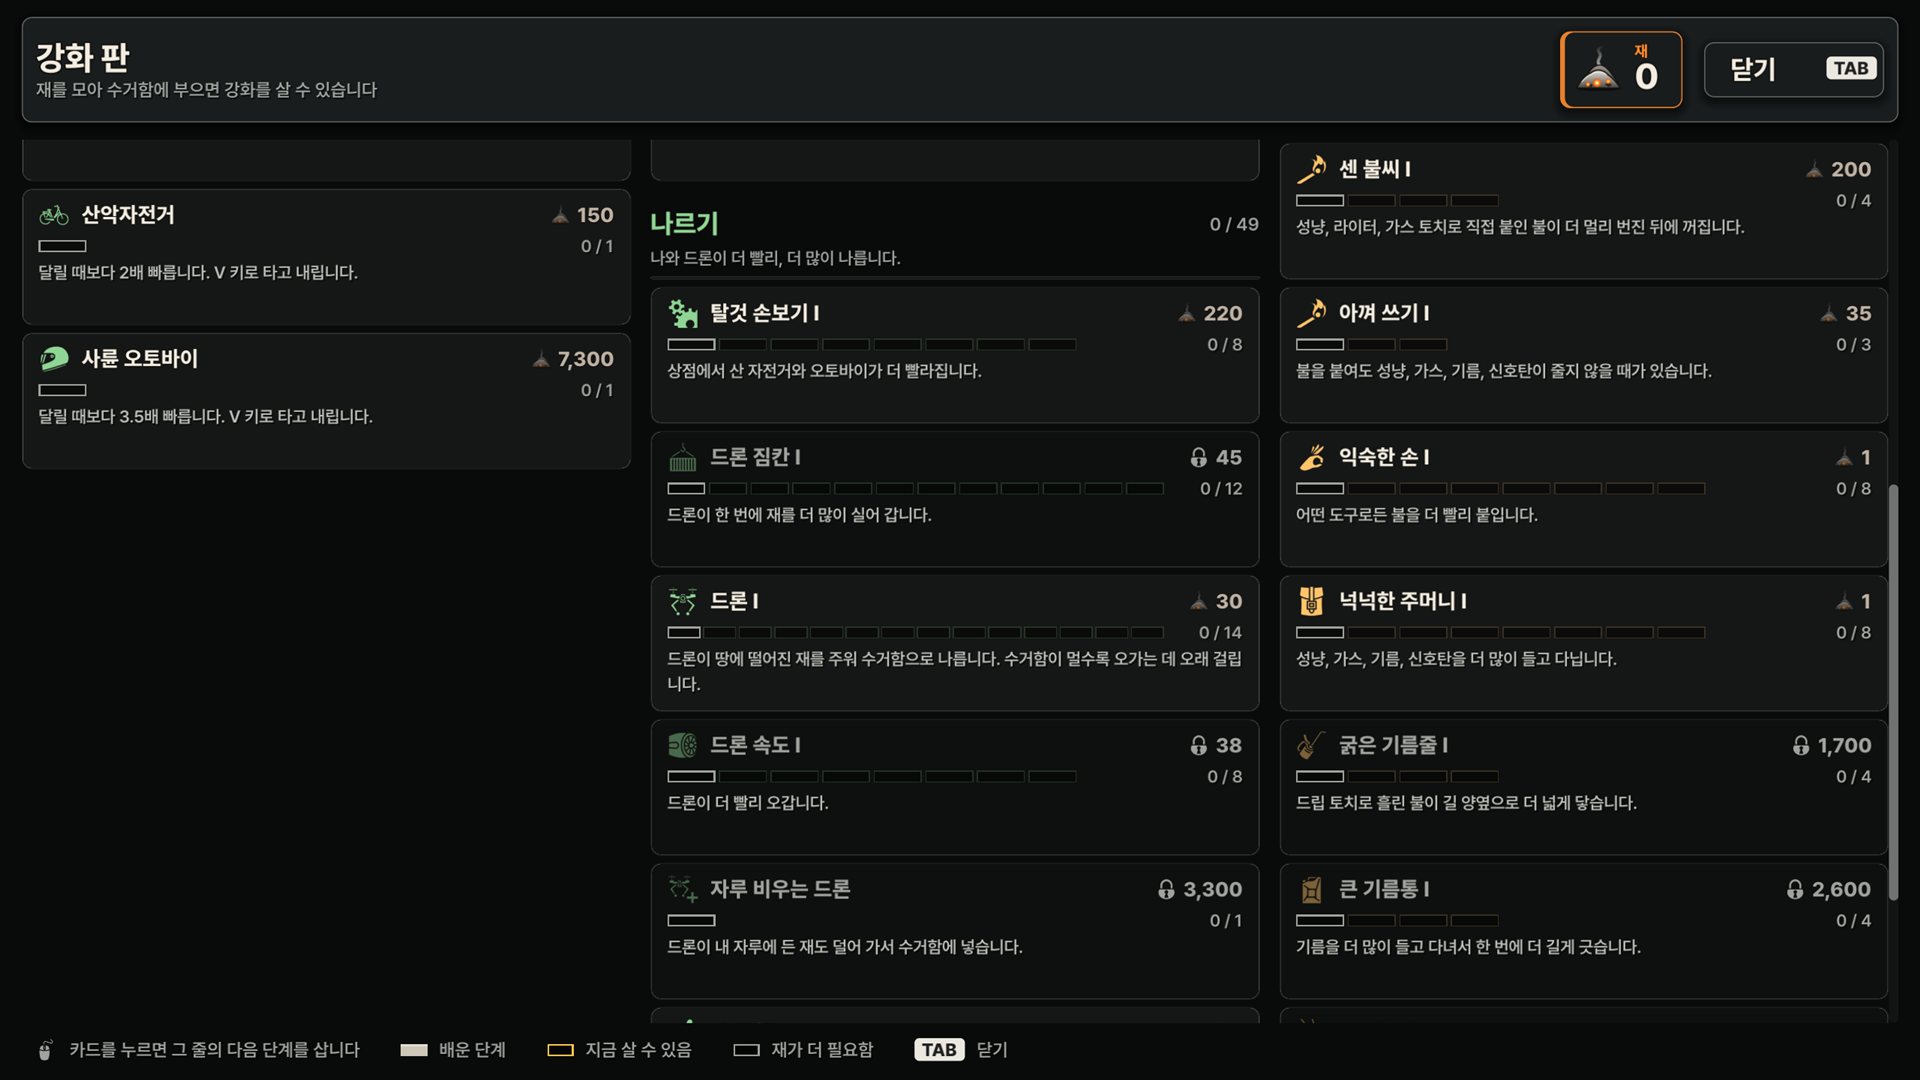 강화 판
재를 모아 수거함에 부으면 강화를 살 수 있습니다
재
0
닫기
TAB
산악자전거
150
0 / 1
달릴 때보다 2배 빠릅니다. V 키로 타고 내립니다.
사륜 오토바이
7,300
0 / 1
달릴 때보다 3.5배 빠릅니다. V 키로 타고 내립니다.
나르기
0 / 49
나와 드론이 더 빨리, 더 많이 나릅니다.
탈것 손보기 I
220
0 / 8
상점에서 산 자전거와 오토바이가 더 빨라집니다.
드론 짐칸 I
45
0 / 12
드론이 한 번에 재를 더 많이 실어 갑니다.
드론 I
30
0 / 14
드론이 땅에 떨어진 재를 주워 수거함으로 나릅니다. 수거함이 멀수록 오가는 데 오래 걸립
니다.
드론 속도 I
38
0 / 8
드론이 더 빨리 오갑니다.
자루 비우는 드론
3,300
0 / 1
드론이 내 자루에 든 재도 덜어 가서 수거함에 넣습니다.
센 불씨 I
200
0 / 4
성냥, 라이터, 가스 토치로 직접 붙인 불이 더 멀리 번진 뒤에 꺼집니다.
아껴 쓰기 I
35
0 / 3
불을 붙여도 성냥, 가스, 기름, 신호탄이 줄지 않을 때가 있습니다.
익숙한 손 I
1
0 / 8
어떤 도구로든 불을 더 빨리 붙입니다.
넉넉한 주머니 I
1
0 / 8
성냥, 가스, 기름, 신호탄을 더 많이 들고 다닙니다.
굵은 기름줄 I
1,700
0 / 4
드립 토치로 흘린 불이 길 양옆으로 더 넓게 닿습니다.
큰 기름통 I
2,600
0 / 4
기름을 더 많이 들고 다녀서 한 번에 더 길게 긋습니다.
카드를 누르면 그 줄의 다음 단계를 삽니다
배운 단계
지금 살 수 있음
재가 더 필요함
TAB
닫기